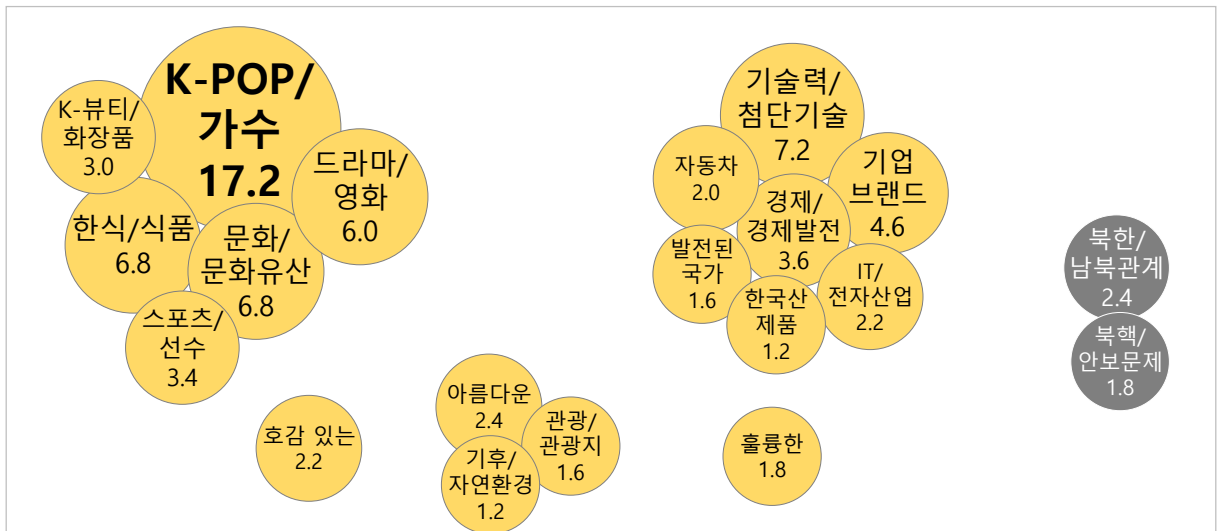 K-POP/
가수
17.2
K-뷰티/
화장품
3.0
드라마/
영화
6.0
한식/식품
6.8
문화/
문화유산
6.8
스포츠/
선수
3.4
호감 있는
2.2
아름다운
2.4
관광/
관광지
1.6
기후/
자연환경
1.2
기술력/
첨단기술
7.2
자동차
2.0
기업
브랜드
4.6
경제/
경제발전
3.6
발전된
국가
1.6
IT/
전자산업
2.2
한국산
제품
1.2
훌륭한
1.8
북한/
남북관계
2.4
북핵/
안보문제
1.8